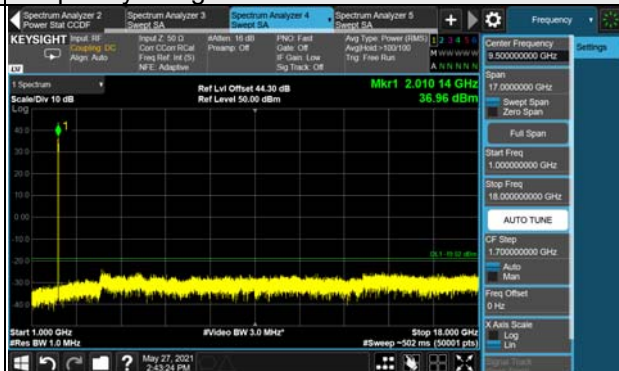 Spectrum Analyzer 2
Power Stat CCDF
Spectrum Analyzer 3
Swept SA
Spectrum Analyzer 4
Swept SA
Spectrum Analyzer 5
Swept SA
Frequency
KEYSIGHT
Input: RF
Coupling: DC
Align: Auto
Input Z: 50 Ω
Corr CCorr RCal
Freq Ref: Int (S)
NFE: Adaptive
#Atten: 16 dB
Preamp: Off
PNO: Fast
Gate: Off
IF Gain: Low
Sig Track: Off
Avg Type: Power (RMS)
Avg|Hold:>100/100
Trig: Free Run
1 2 3 4 5 6
M W W W W W
A N N N N N
Center Frequency
9.500000000 GHz
Settings
Span
17.0000000 GHz
Swept Span
Zero Span
Full Span
Start Freq
1.000000000 GHz
Stop Freq
18.000000000 GHz
AUTO TUNE
CF Step
1.700000000 GHz
Auto
Man
Freq Offset
0 Hz
X Axis Scale
Log
Lin
Signal Track
1 Spectrum
Scale/Div 10 dB
Ref Lvl Offset 44.30 dB
Ref Level 50.00 dBm
Mkr1 2.010 14 GHz
36.96 dBm
Log
1
40.0
30.0
20.0
10.0
0.00
-10.0
-20.0
-30.0
-40.0
Start 1.000 GHz
#Res BW 1.0 MHz
#Video BW 3.0 MHz*
Stop 18.000 GHz
#Sweep ~502 ms (50001 pts)
?
May 27, 2021
2:43:24 PM